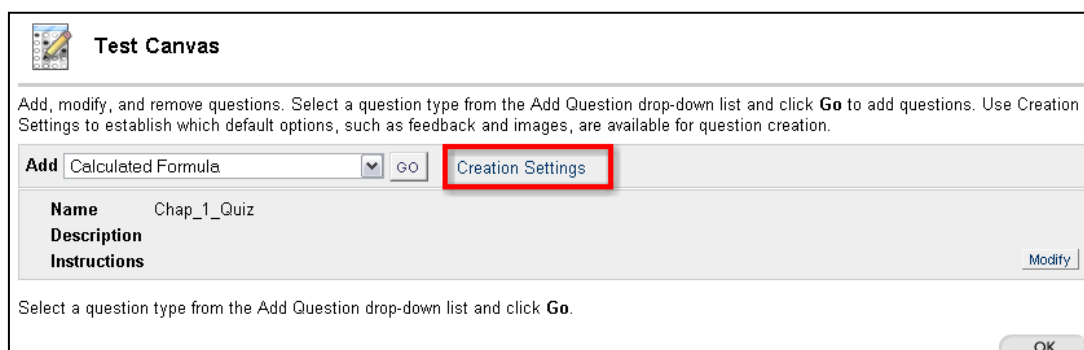 Test Canvas
Add, modify, and remove questions. Select a question type from the Add Question drop-down list and click Go to add questions. Use Creation
Settings to establish which default options, such as feedback and images, are available for question creation.
Add Calculated Formula GO Creation Settings
Name Chap_1_Quiz
Description
Instructions
Modify
Select a question type from the Add Question drop-down list and click Go.
OK